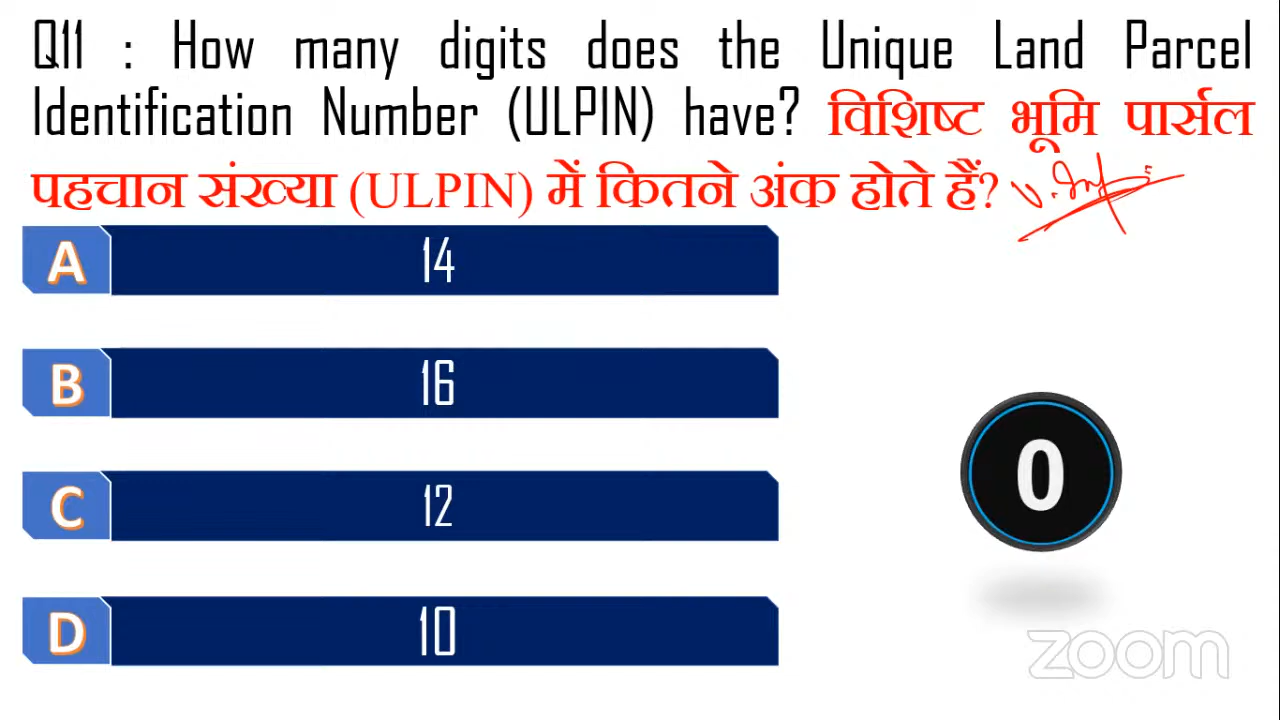 Q11 : How many digits does the Unique Land Parcel
Identification Number (ULPIN) have? विशिष्ट भूमि पार्सल
पहचान संख्या (ULPIN) में कितने अंक होते हैं?
A 14
B 16
C 12
D 10
0
zoom